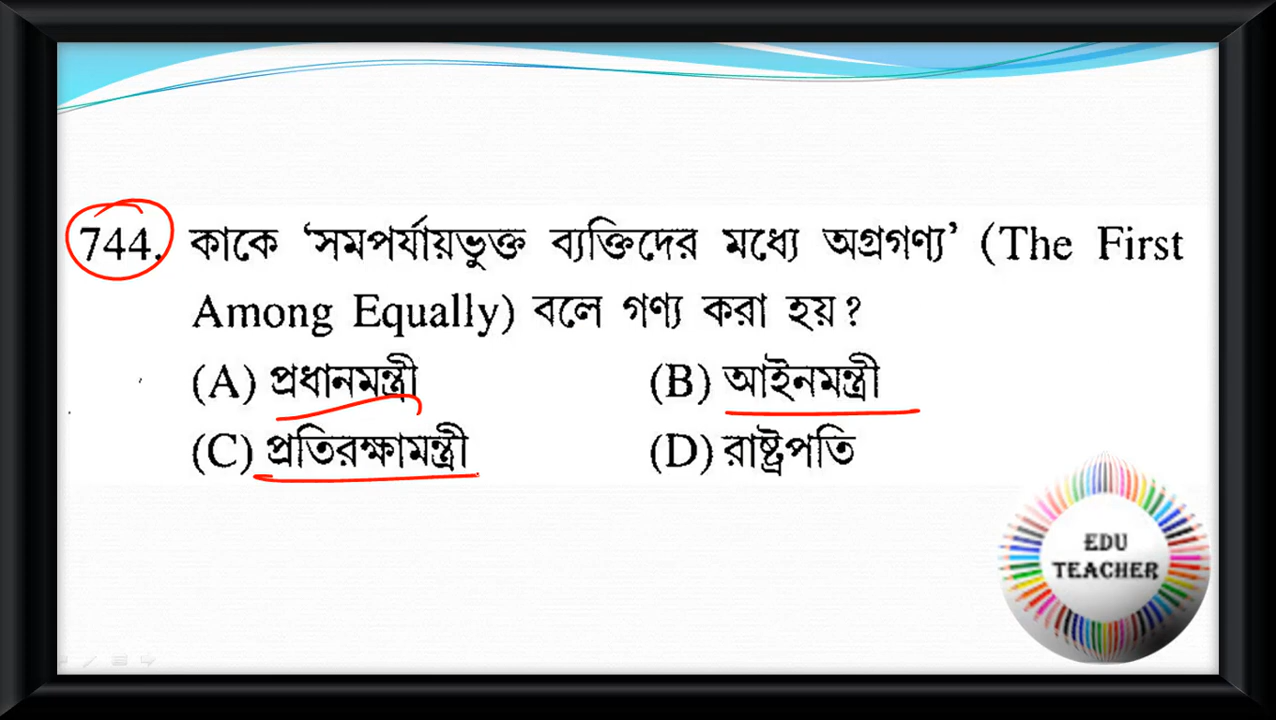 744. কাকে ‘সমপর্যায়ভুক্ত ব্যক্তিদের মধ্যে অগ্রগণ্য’ (The First
Among Equally) বলে গণ্য করা হয়?
(A) প্রধানমন্ত্রী (B) আইনমন্ত্রী
(C) প্রতিরক্ষামন্ত্রী (D) রাষ্ট্রপতি
EDU
TEACHER